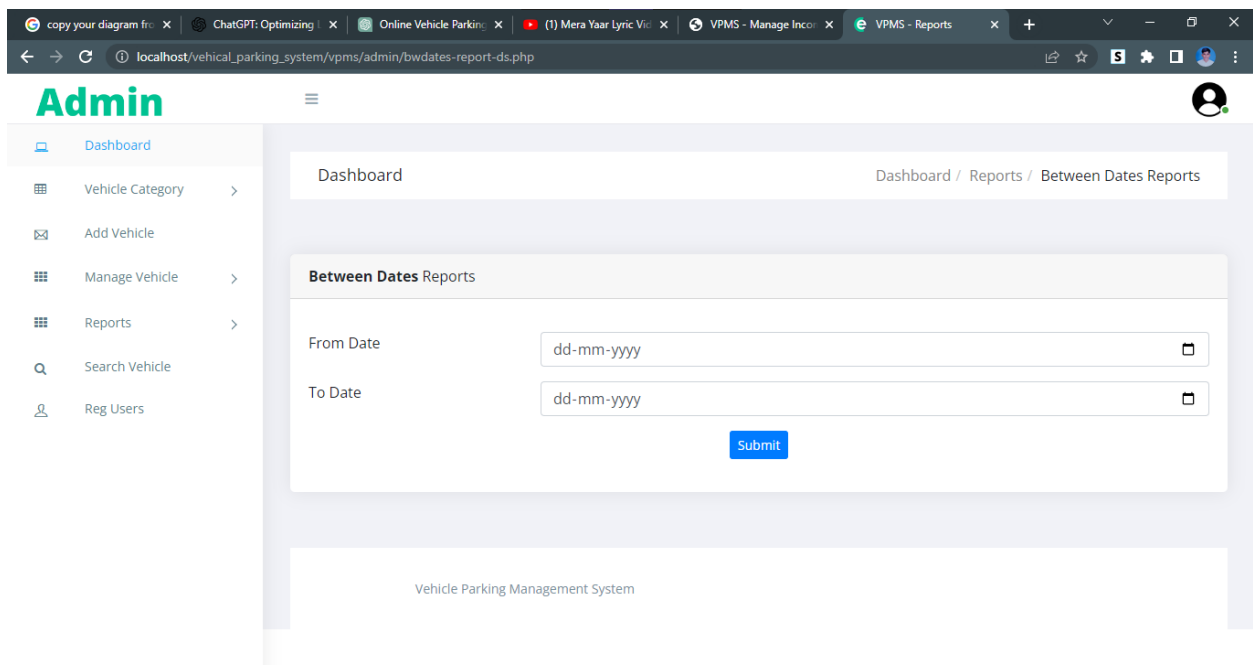 copy your diagram fro
ChatGPT: Optimizing
Online Vehicle Parking
(1) Mera Yaar Lyric Vid
VPMS - Manage Incor
VPMS - Reports
localhost/vehical_parking_system/vpms/admin/bwdates-report-ds.php
Admin
Dashboard
Vehicle Category
Add Vehicle
Manage Vehicle
Reports
Search Vehicle
Reg Users
Dashboard
Dashboard / Reports / Between Dates Reports
Between Dates Reports
From Date
dd-mm-yyyy
To Date
dd-mm-yyyy
Submit
Vehicle Parking Management System